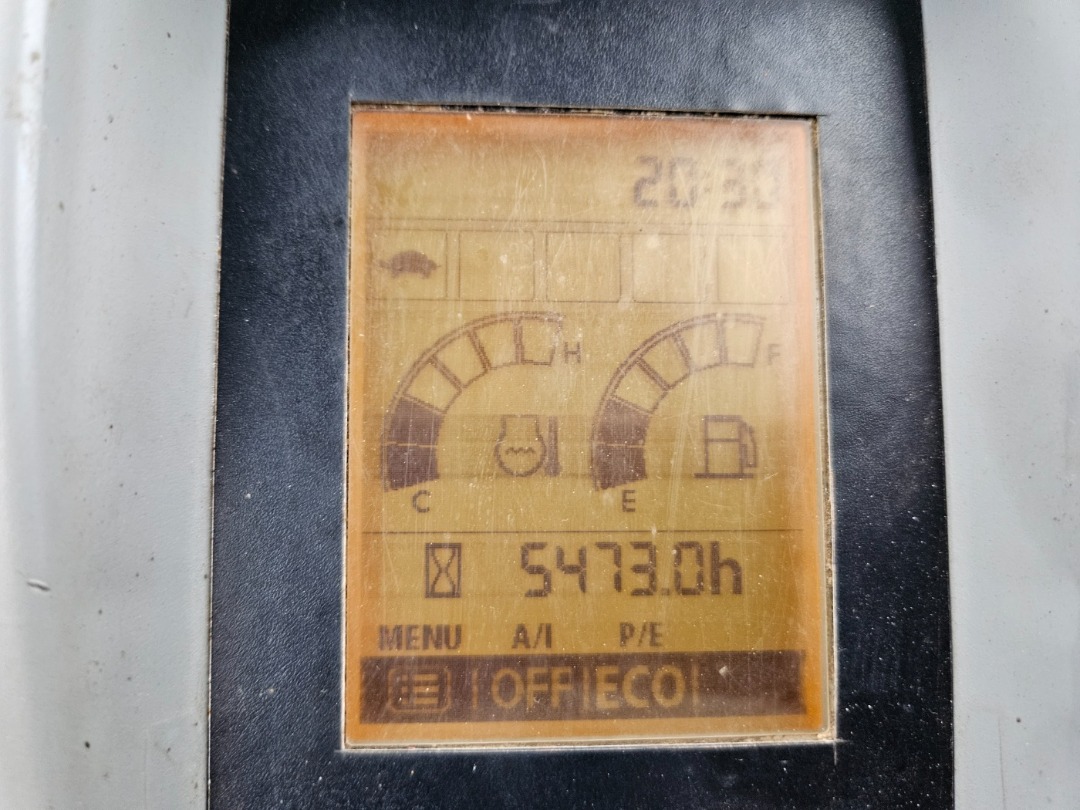 20:30
H F
C E
5473.0h
MENU A/I P/E
OFF ECO